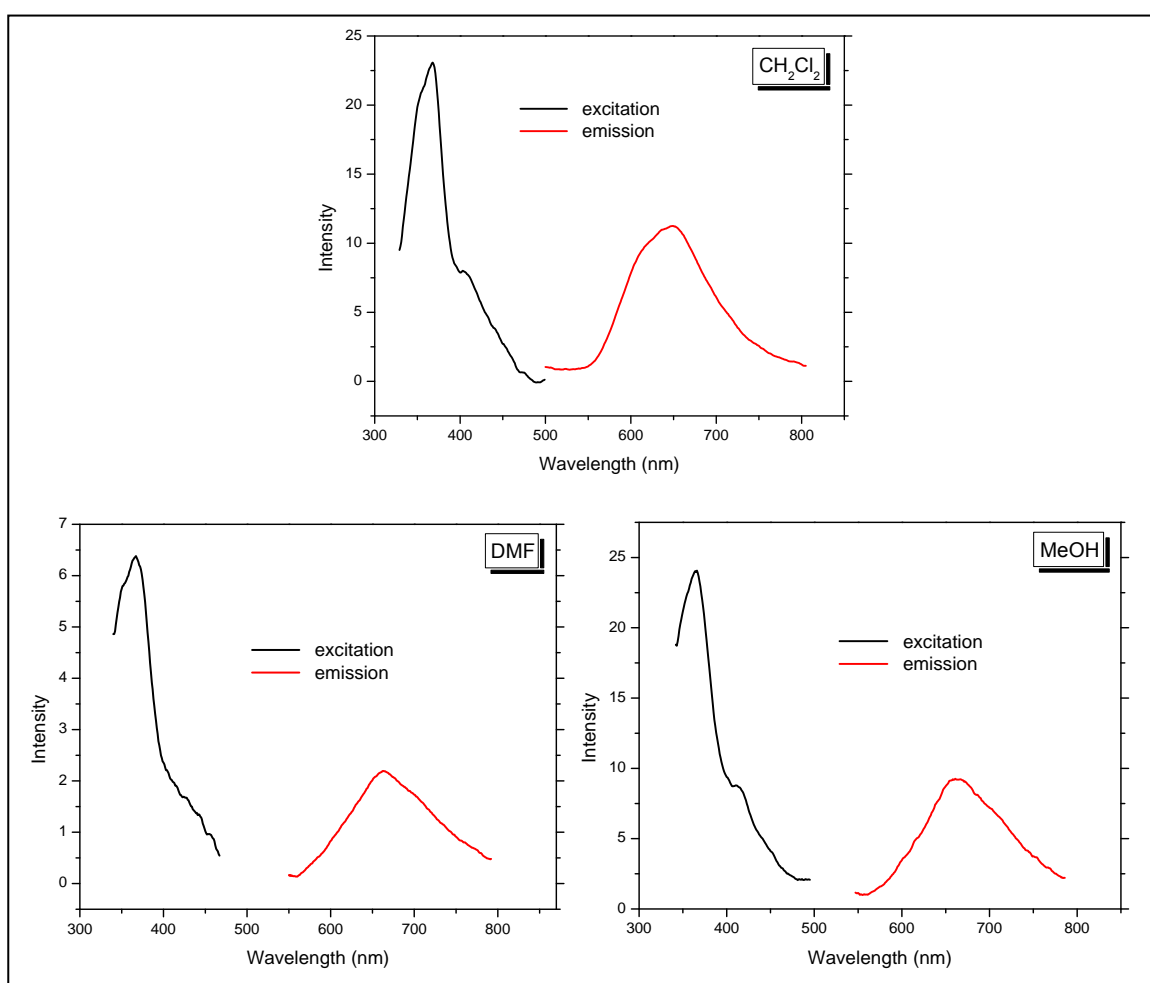 CH₂Cl₂
25
20
15
10
5
0
Intensity
excitation
emission
300 400 500 600 700 800
Wavelength (nm)
DMF
7
6
5
4
3
2
1
0
Intensity
excitation
emission
300 400 500 600 700 800
Wavelength (nm)
MeOH
25
20
15
10
5
0
Intensity
excitation
emission
300 400 500 600 700 800
Wavelength (nm)